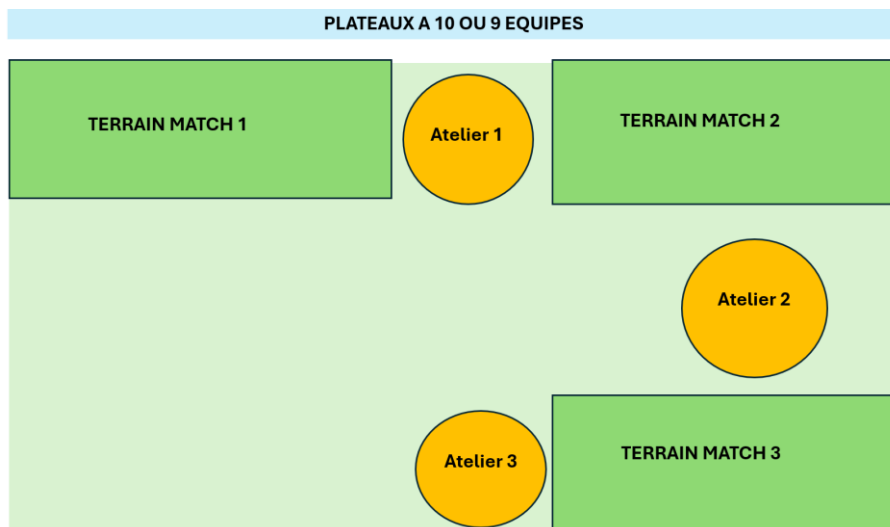 PLATEAUX A 10 OU 9 EQUIPES
TERRAIN MATCH 1
Atelier 1
TERRAIN MATCH 2
Atelier 2
Atelier 3
TERRAIN MATCH 3